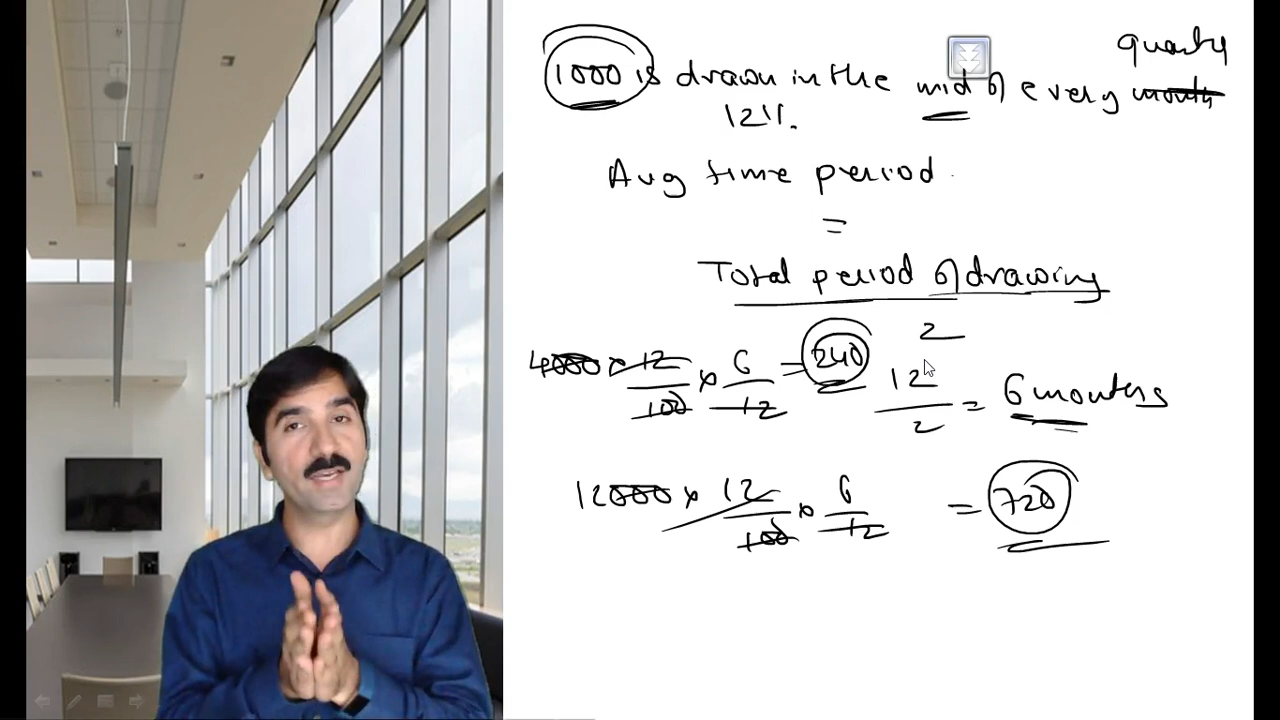 quartly
1000 is drawn in the mid of every month
12%.
Avg time period.
=
Total period of drawing
2
4000 x 12/100 x 6/12 = 240
12/2 = 6 months
12000 x 12/100 x 6/12 = 720